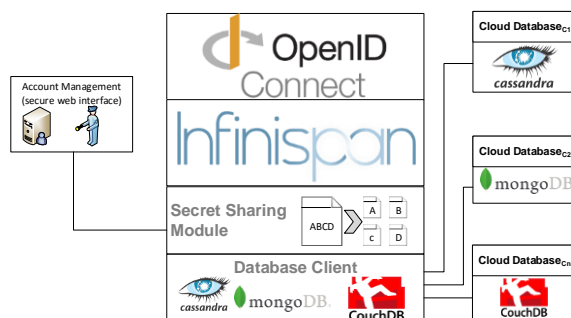 Account Management
(secure web interface)
OpenID
Connect
Infinispan
Secret Sharing
Module
ABCD
A
B
c
D
Database Client
cassandra
mongoDB
CouchDB
Cloud DatabaseC1
cassandra
Cloud DatabaseC2
mongoDB
Cloud DatabaseCn
CouchDB